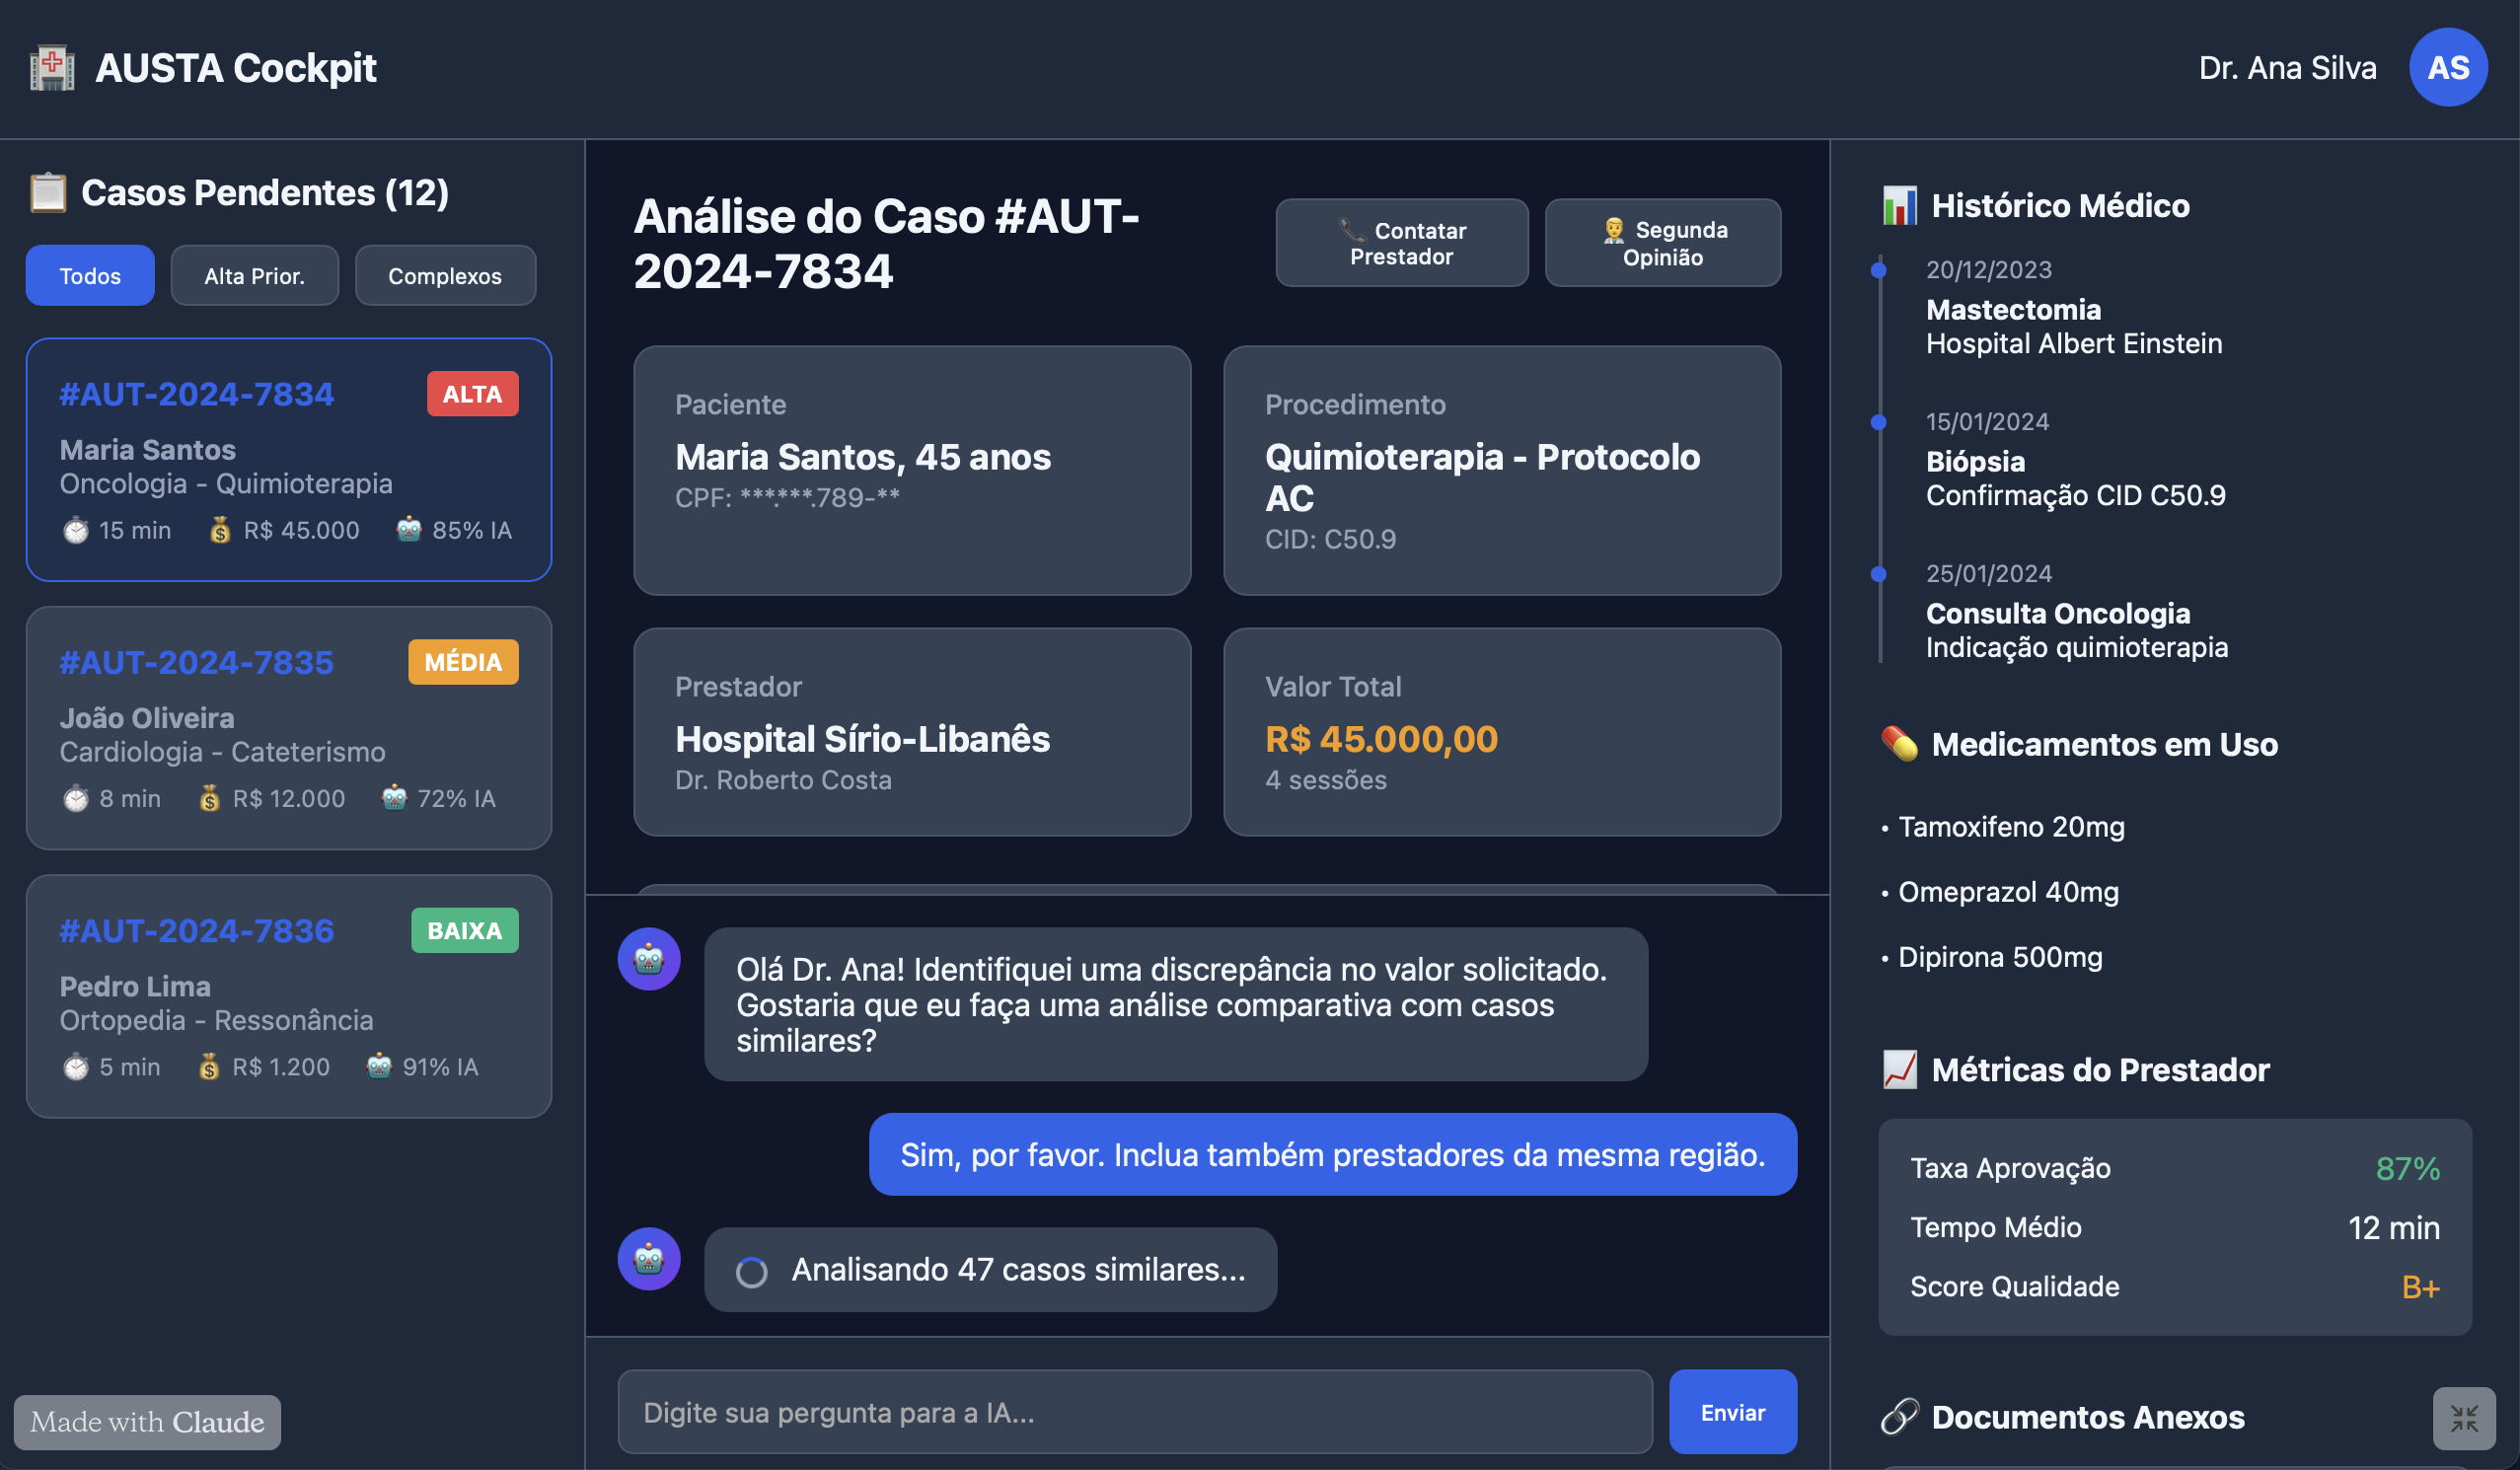 AUSTA Cockpit
Dr. Ana Silva
AS
Casos Pendentes (12)
Todos
Alta Prior.
Complexos
#AUT-2024-7834
ALTA
Maria Santos
Oncologia - Quimioterapia
15 min
R$ 45.000
85% IA
#AUT-2024-7835
MÉDIA
João Oliveira
Cardiologia - Cateterismo
8 min
R$ 12.000
72% IA
#AUT-2024-7836
BAIXA
Pedro Lima
Ortopedia - Ressonância
5 min
R$ 1.200
91% IA
Made with Claude
Análise do Caso #AUT-
2024-7834
Contatar
Prestador
Segunda
Opinião
Paciente
Maria Santos, 45 anos
CPF: ***.***.789-**
Procedimento
Quimioterapia - Protocolo
AC
CID: C50.9
Prestador
Hospital Sírio-Libanês
Dr. Roberto Costa
Valor Total
R$ 45.000,00
4 sessões
Olá Dr. Ana! Identifiquei uma discrepância no valor solicitado.
Gostaria que eu faça uma análise comparativa com casos
similares?
Sim, por favor. Inclua também prestadores da mesma região.
Analisando 47 casos similares...
Digite sua pergunta para a IA...
Enviar
Histórico Médico
20/12/2023
Mastectomia
Hospital Albert Einstein
15/01/2024
Biópsia
Confirmação CID C50.9
25/01/2024
Consulta Oncologia
Indicação quimioterapia
Medicamentos em Uso
• Tamoxifeno 20mg
• Omeprazol 40mg
• Dipirona 500mg
Métricas do Prestador
Taxa Aprovação
87%
Tempo Médio
12 min
Score Qualidade
B+
Documentos Anexos